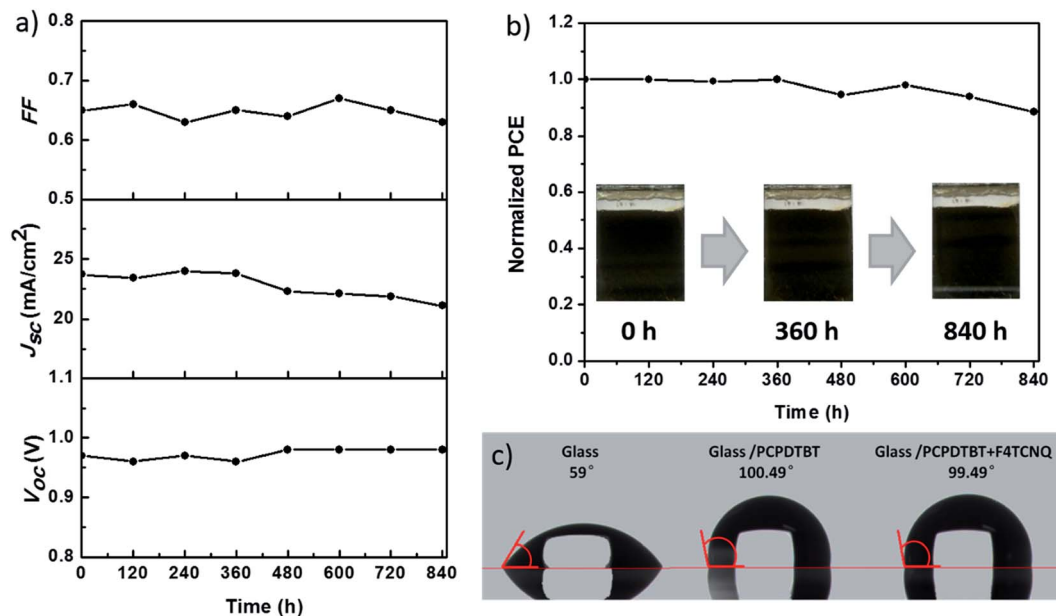 a)
0.8
0.7
FF
0.6
0.5
25
J_SC (mA/cm²)
20
1.1
1.0
V_OC (V)
0.9
0.8
0 120 240 360 480 600 720 840
Time (h)
b)
1.2
1.0
0.8
Normalized PCE
0.6
0.4
0.2
0.0
0 h 360 h 840 h
0 120 240 360 480 600 720 840
Time (h)
c)
Glass Glass /PCPDTBT Glass /PCPDTBT+F4TCNQ
59° 100.49° 99.49°